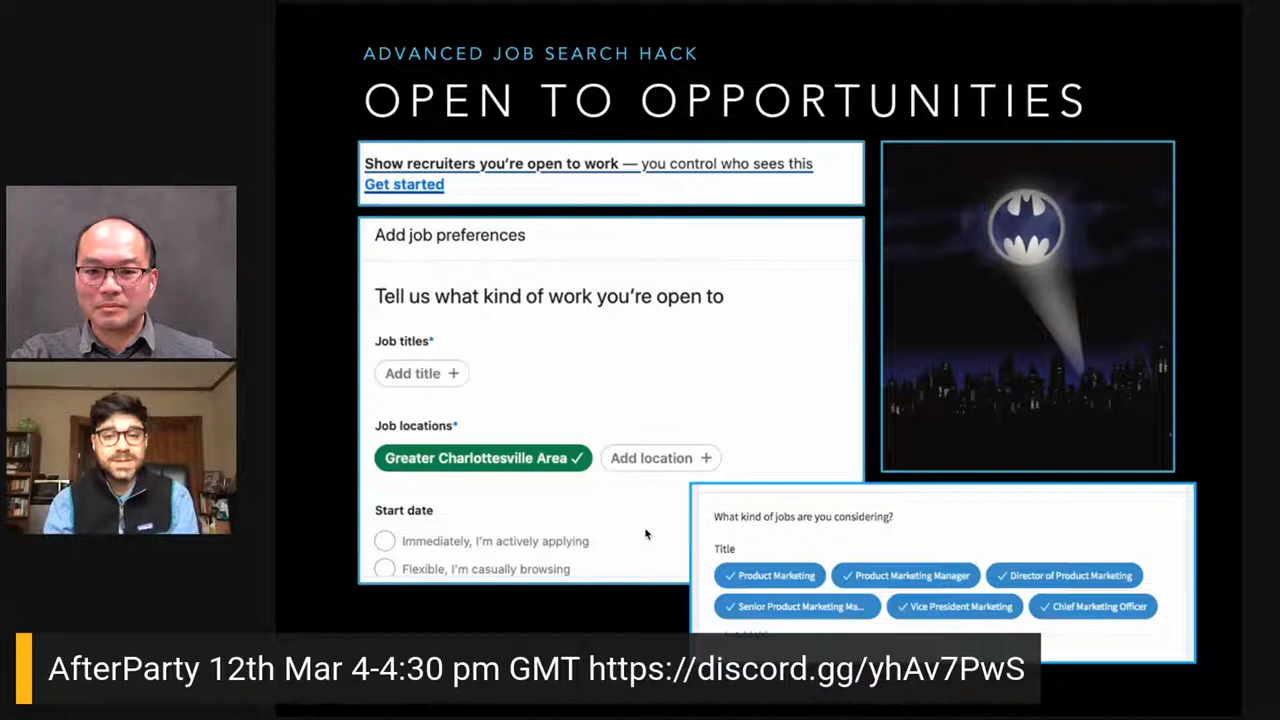 ADVANCED JOB SEARCH HACK
OPEN TO OPPORTUNITIES
Show recruiters you're open to work — you control who sees this
Get started
Add job preferences
Tell us what kind of work you're open to
Job titles*
Add title +
Job locations*
Greater Charlottesville Area ✓ Add location +
Start date
Immediately, I'm actively applying
Flexible, I'm casually browsing
What kind of jobs are you considering?
Title
✓ Product Marketing ✓ Product Marketing Manager ✓ Director of Product Marketing
✓ Senior Product Marketing Ma... ✓ Vice President Marketing ✓ Chief Marketing Officer
AfterParty 12th Mar 4-4:30 pm GMT https://discord.gg/yhAv7PwS